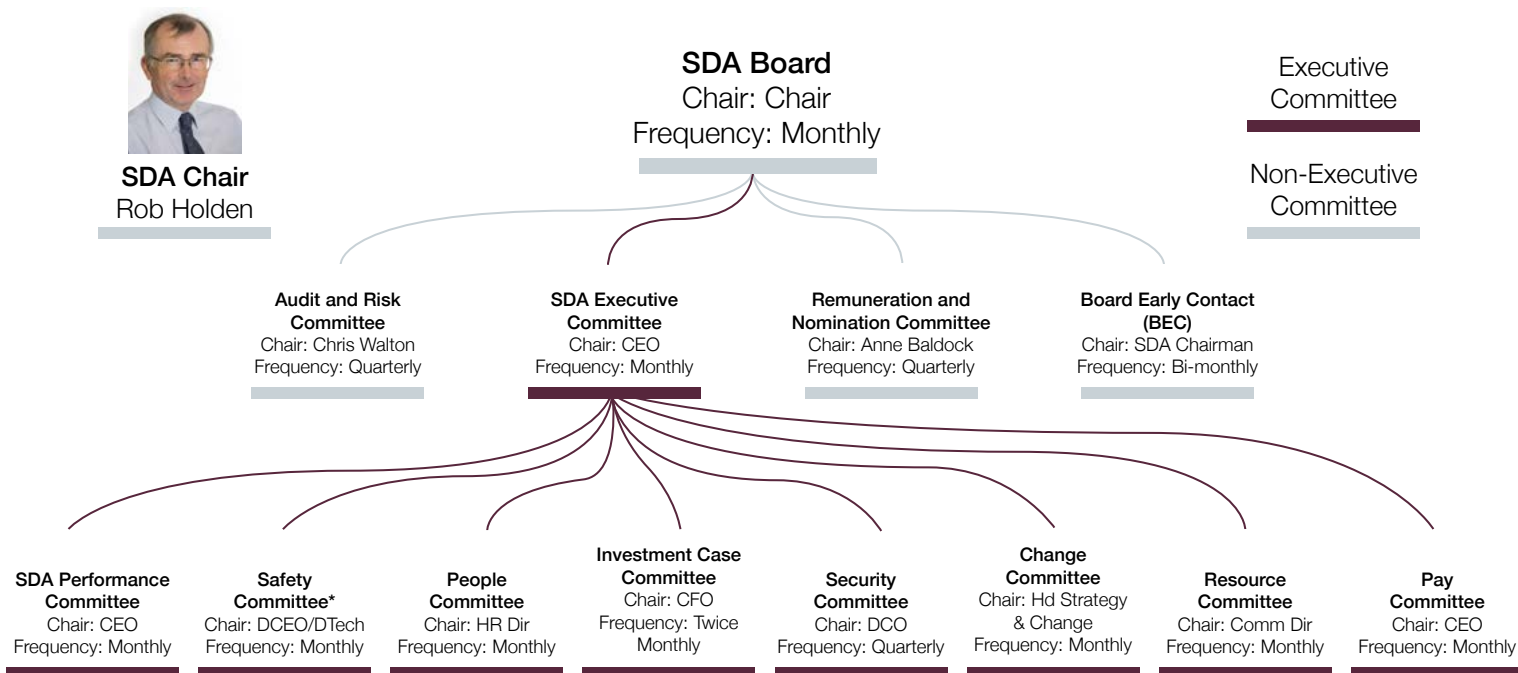 SDA Chair
Rob Holden
SDA Board
Chair: Chair
Frequency: Monthly
Executive
Committee
Non-Executive
Committee
Audit and Risk
Committee
Chair: Chris Walton
Frequency: Quarterly
SDA Executive
Committee
Chair: CEO
Frequency: Monthly
Remuneration and
Nomination Committee
Chair: Anne Baldock
Frequency: Quarterly
Board Early Contact
(BEC)
Chair: SDA Chairman
Frequency: Bi-monthly
SDA Performance
Committee
Chair: CEO
Frequency: Monthly
Safety
Committee*
Chair: DCEO/DTech
Frequency: Monthly
People
Committee
Chair: HR Dir
Frequency: Monthly
Investment Case
Committee
Chair: CFO
Frequency: Twice
Monthly
Security
Committee
Chair: DCO
Frequency: Quarterly
Change
Committee
Chair: Hd Strategy
& Change
Frequency: Monthly
Resource
Committee
Chair: Comm Dir
Frequency: Monthly
Pay
Committee
Chair: CEO
Frequency: Monthly